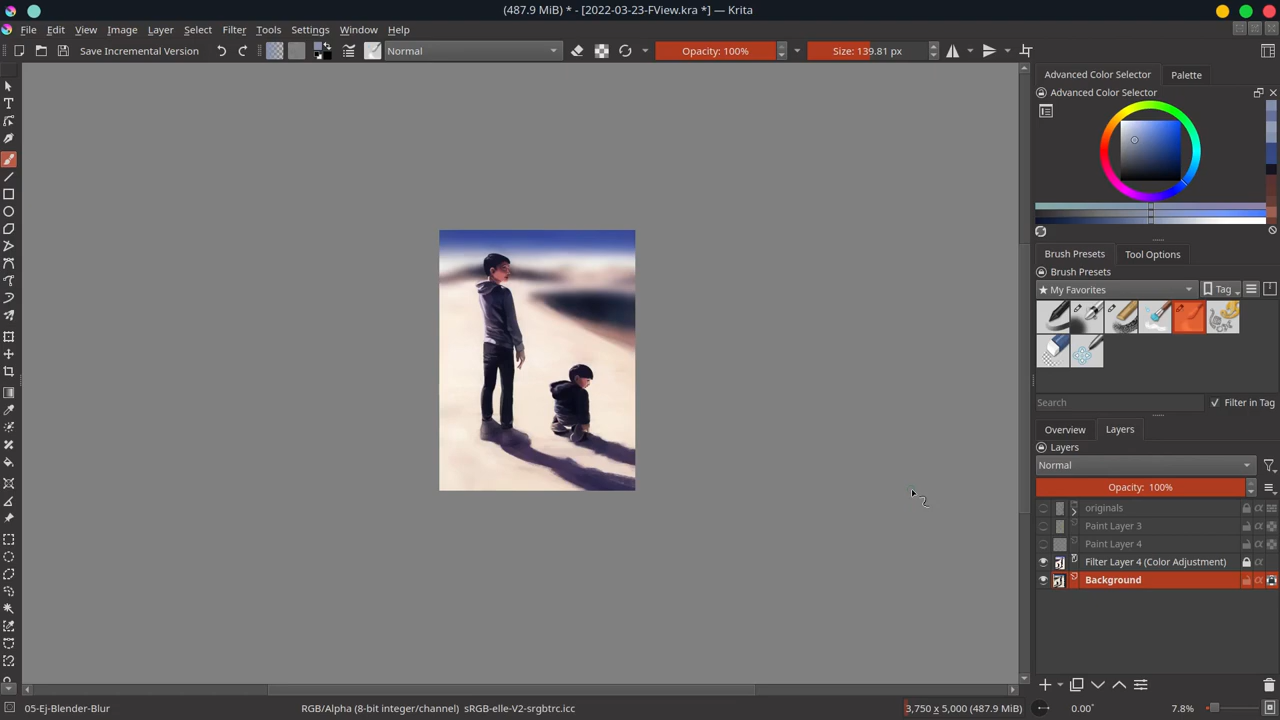 (487.9 MiB) * - [2022-03-23-FView.kra *] — Krita
File Edit View Image Layer Select Filter Tools Settings Window Help
Save Incremental Version Normal Opacity: 100% Size: 139.81 px
Advanced Color Selector Palette
Advanced Color Selector
Brush Presets Tool Options
Brush Presets
★ My Favorites Tag
Search Filter in Tag
Overview Layers
Layers
Normal
Opacity: 100%
originals
Paint Layer 3
Paint Layer 4
Filter Layer 4 (Color Adjustment)
Background
05-Ej-Blender-Blur RGB/Alpha (8-bit integer/channel) sRGB-elle-V2-srgbtrc.icc 3,750 x 5,000 (487.9 MiB) 0.00° 7.8%